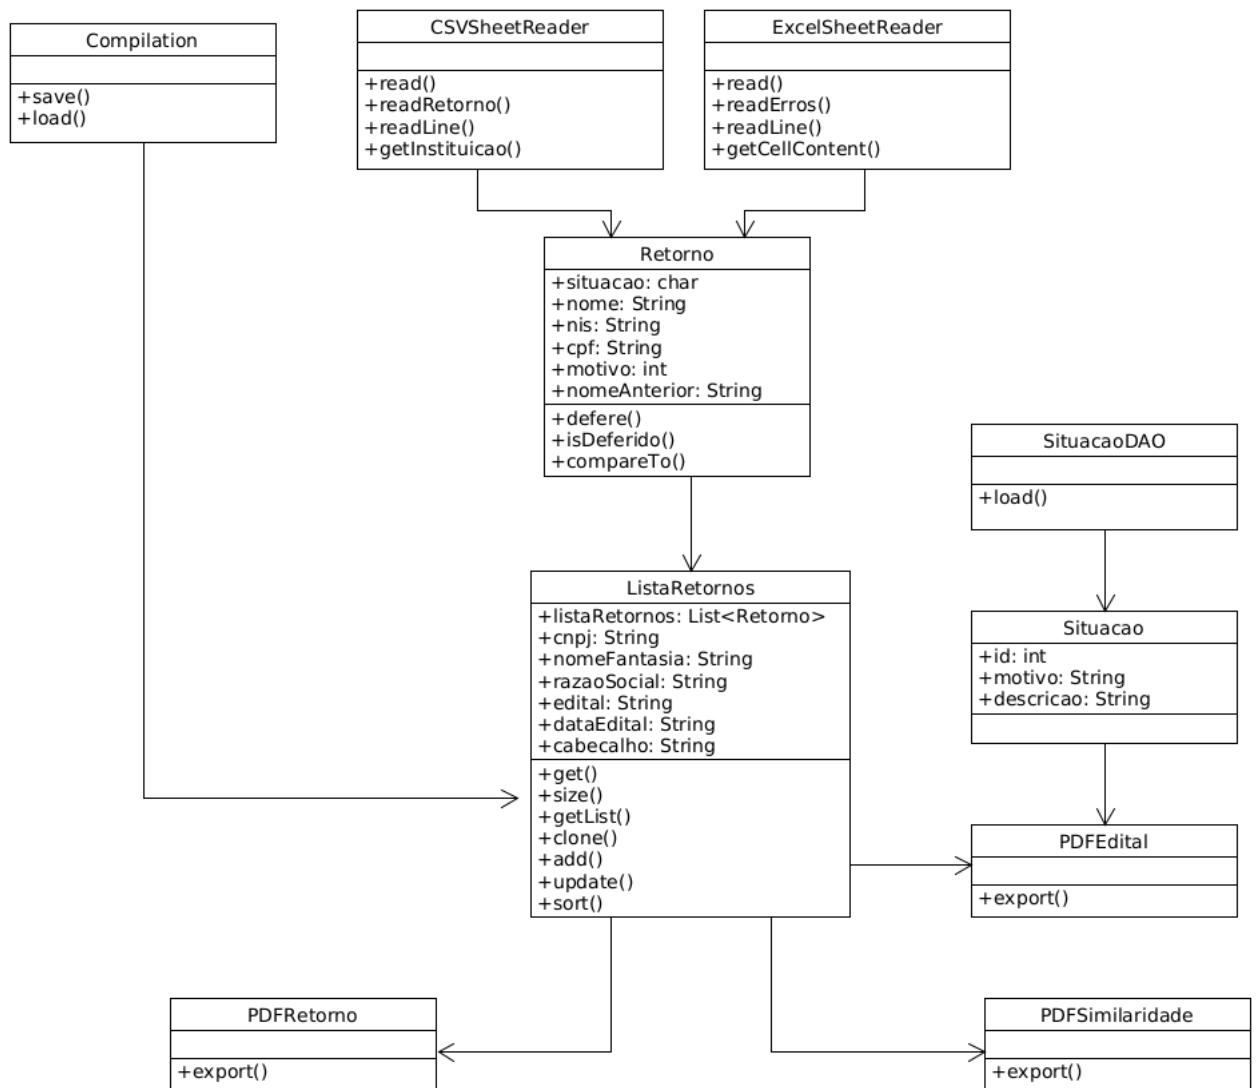 Compilation
+save()
+load()
CSVSheetReader
+read()
+readRetorno()
+readLine()
+getInstituicao()
ExcelSheetReader
+read()
+readErros()
+readLine()
+getCellContent()
Retorno
+situacao: char
+nome: String
+nis: String
+cpf: String
+motivo: int
+nomeAnterior: String
+defere()
+isDeferido()
+compareTo()
SituacaoDAO
+load()
ListaRetornos
+listaRetornos: List<Retorno>
+cnpj: String
+nomeFantasia: String
+razaoSocial: String
+edital: String
+dataEdital: String
+cabecalho: String
+get()
+size()
+getList()
+clone()
+add()
+update()
+sort()
Situacao
+id: int
+motivo: String
+descricao: String
PDFEdital
+export()
PDFRetorno
+export()
PDFSimilaridade
+export()